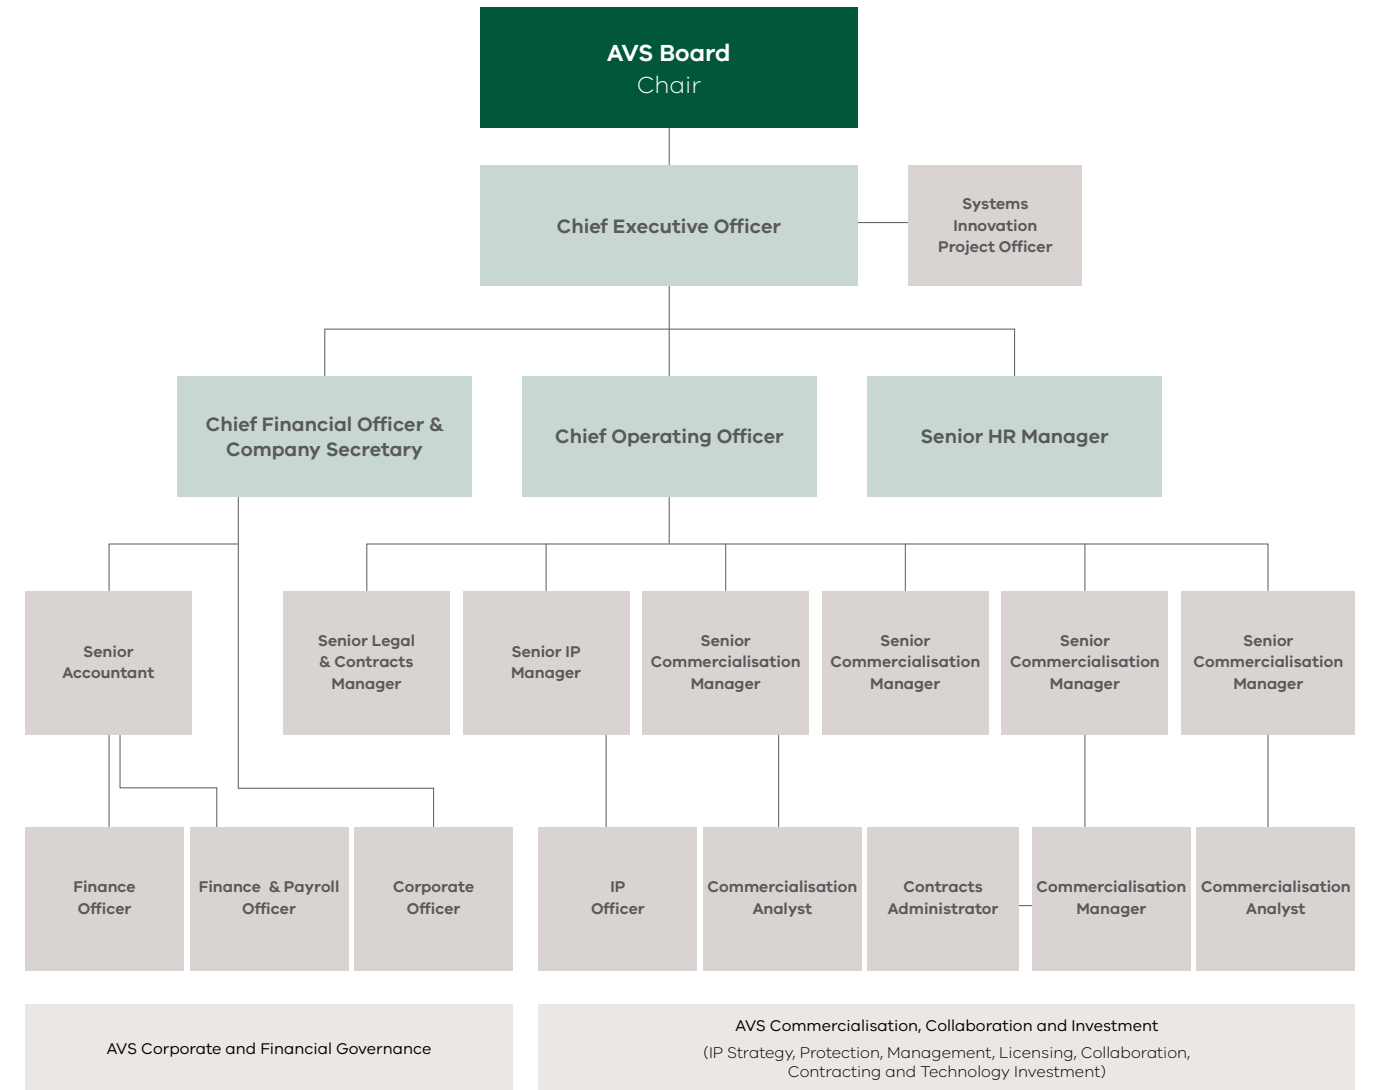 AVS Board
Chair
Chief Executive Officer
Systems
Innovation
Project Officer
Chief Financial Officer &
Company Secretary
Chief Operating Officer
Senior HR Manager
Senior
Accountant
Senior Legal
& Contracts
Manager
Senior IP
Manager
Senior
Commercialisation
Manager
Senior
Commercialisation
Manager
Senior
Commercialisation
Manager
Senior
Commercialisation
Manager
Finance
Officer
Finance & Payroll
Officer
Corporate
Officer
IP
Officer
Commercialisation
Analyst
Contracts
Administrator
Commercialisation
Manager
Commercialisation
Analyst
AVS Corporate and Financial Governance
AVS Commercialisation, Collaboration and Investment
(IP Strategy, Protection, Management, Licensing, Collaboration,
Contracting and Technology Investment)